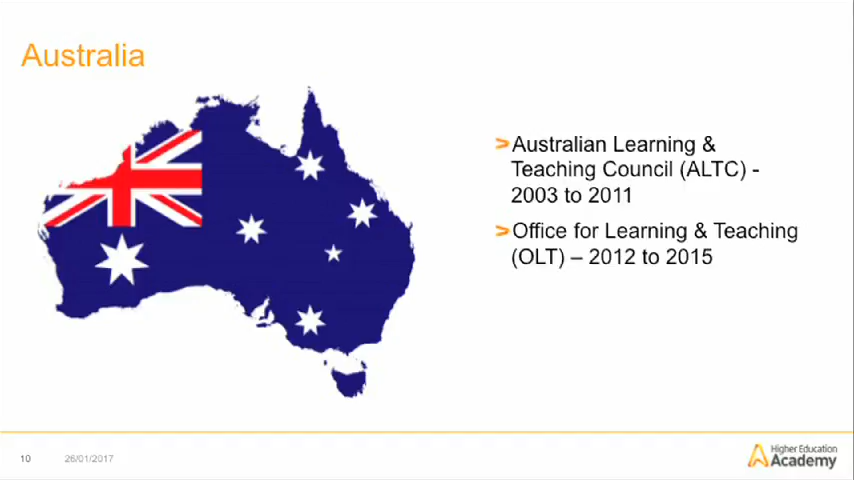 Australia
>Australian Learning &
Teaching Council (ALTC) -
2003 to 2011
>Office for Learning & Teaching
(OLT) – 2012 to 2015
10
26/01/2017
Higher Education
Academy